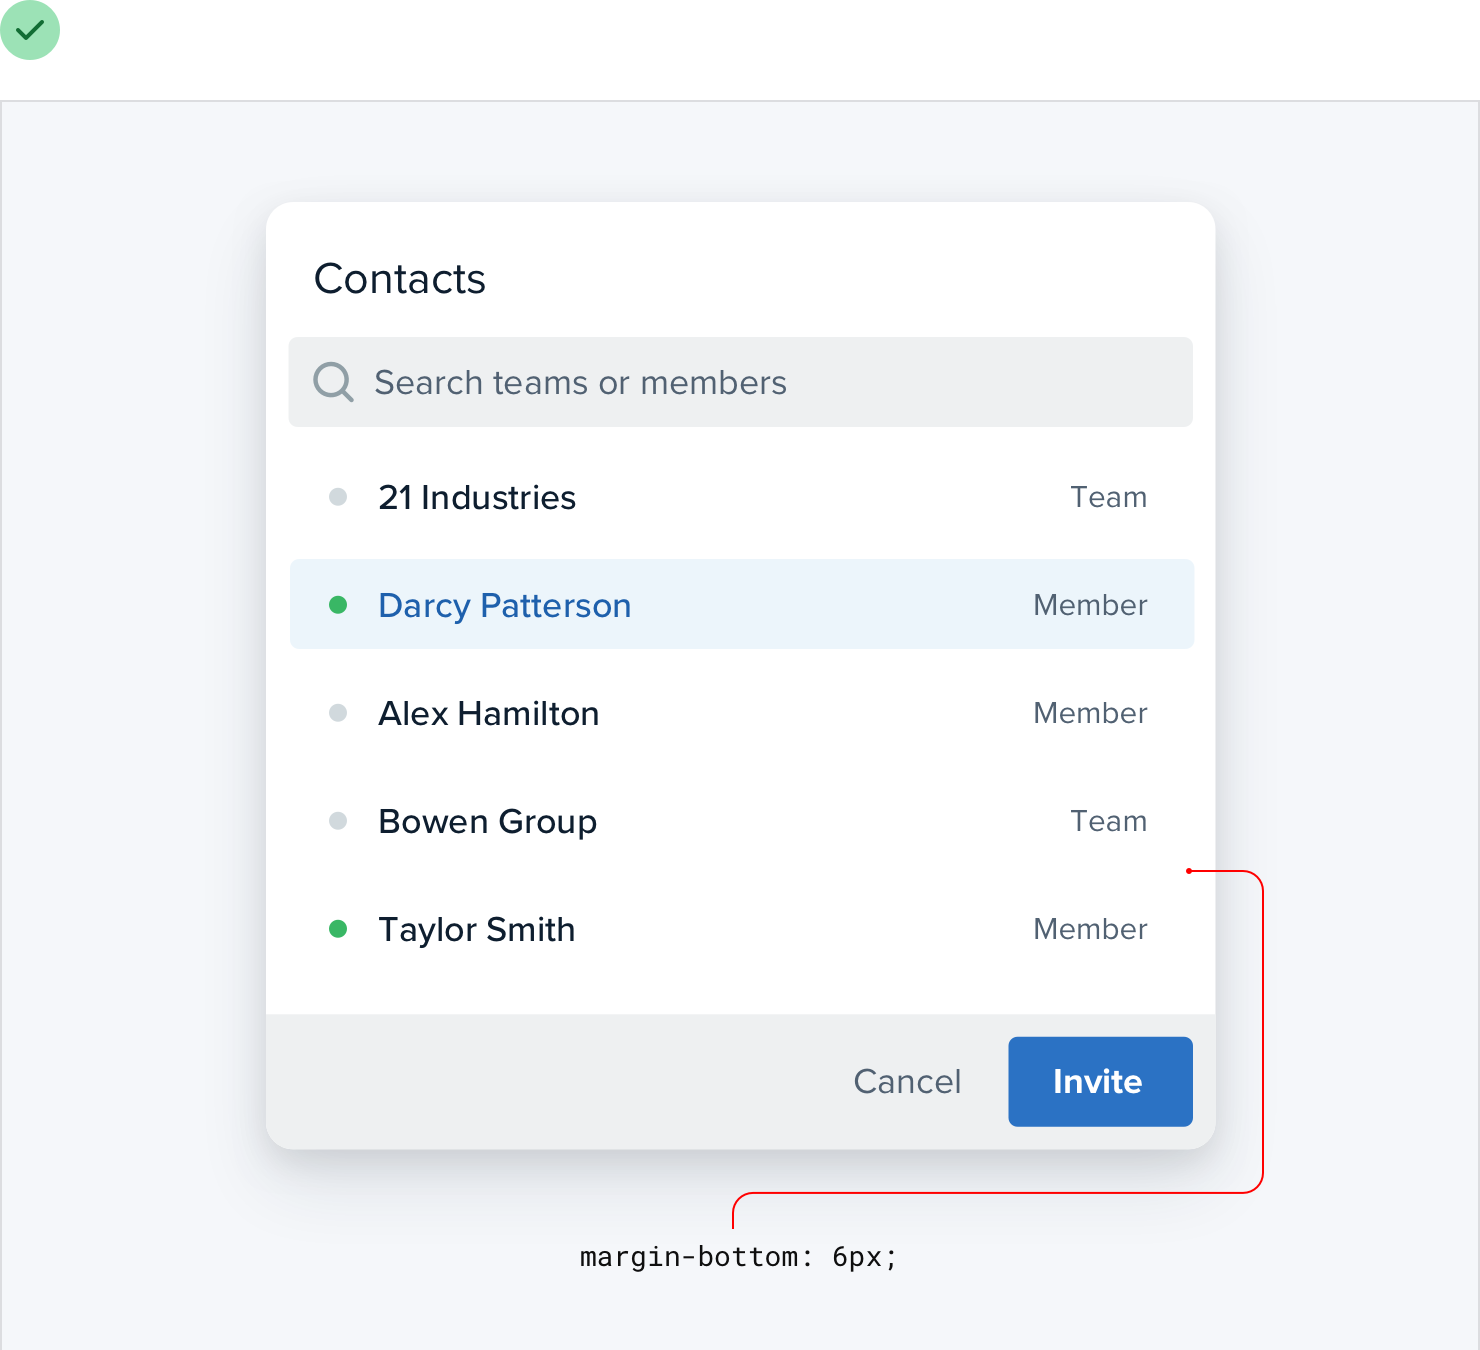 Contacts
Search teams or members
21 Industries Team
Darcy Patterson Member
Alex Hamilton Member
Bowen Group Team
Taylor Smith Member
Cancel Invite
margin-bottom: 6px;